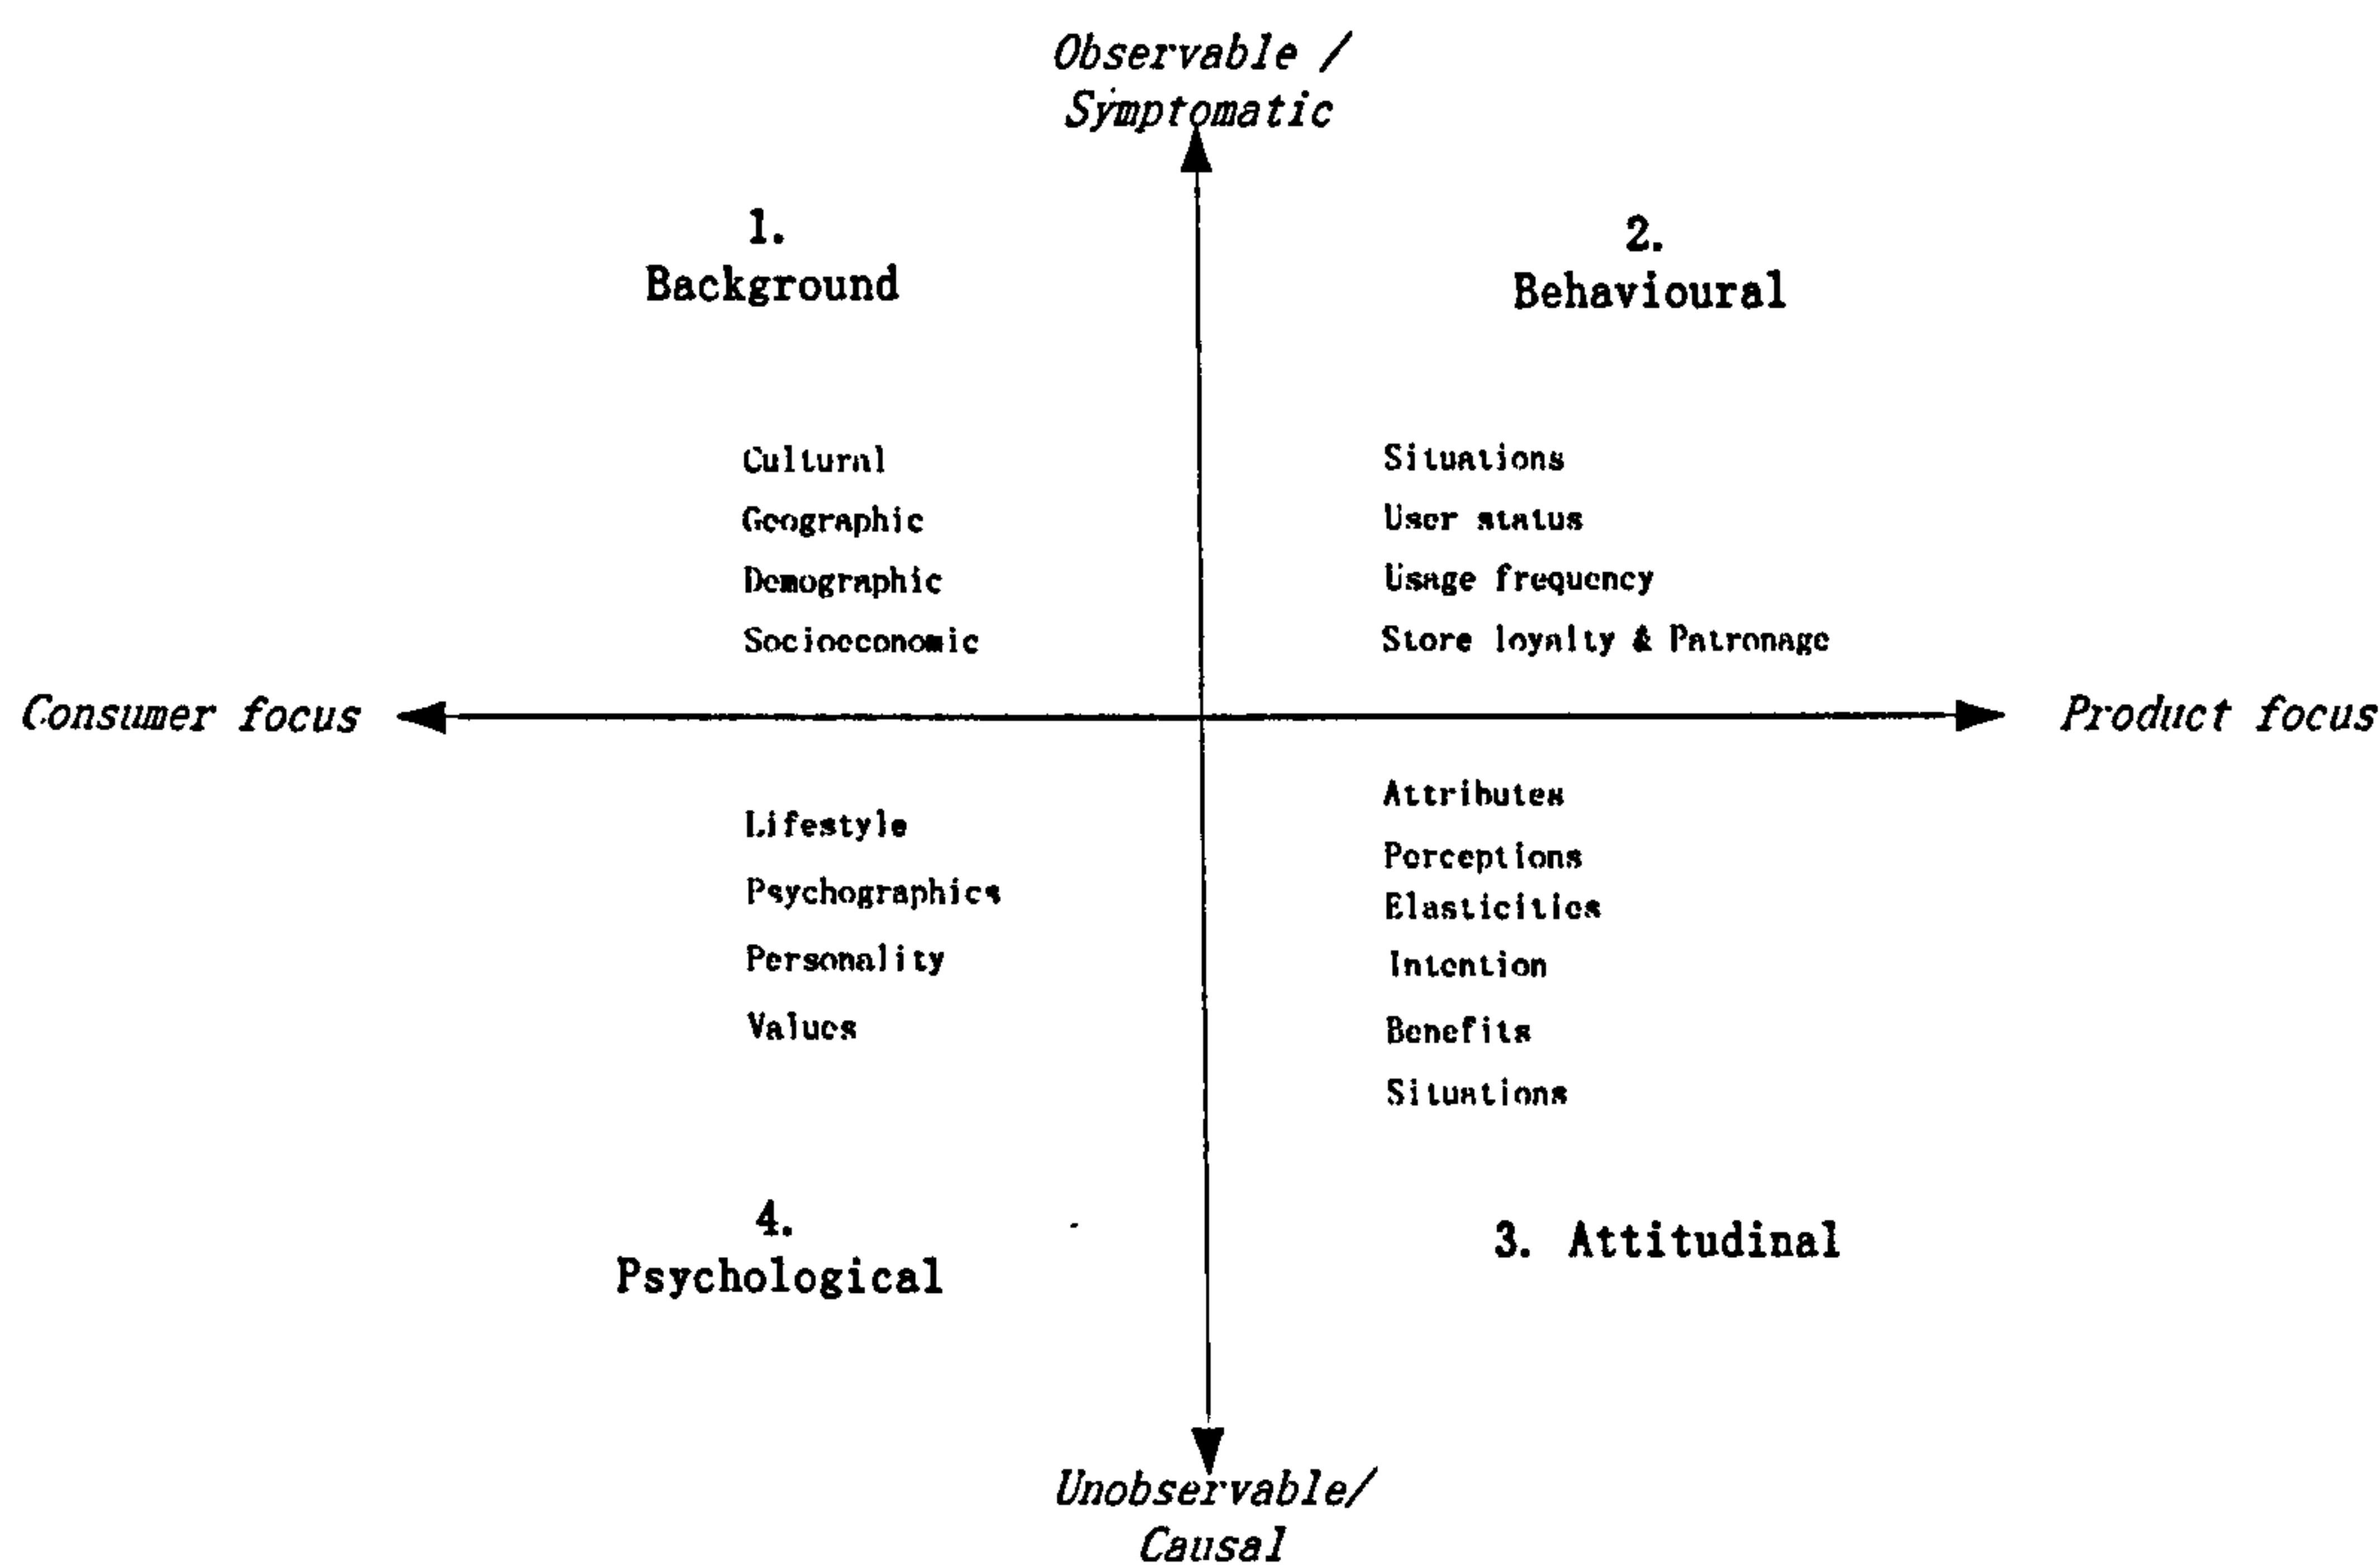 Observable /
Symptomatic
1.
Background
2.
Behavioural
Cultural
Geographic
Demographic
Socioeconomic
Situations
User status
Usage frequency
Store loyalty & Patronage
Consumer focus
Product focus
Lifestyle
Psychographics
Personality
Values
Attributes
Perceptions
Elasticities
Intention
Benefits
Situations
4.
Psychological
3. Attitudinal
Unobservable/
Causal